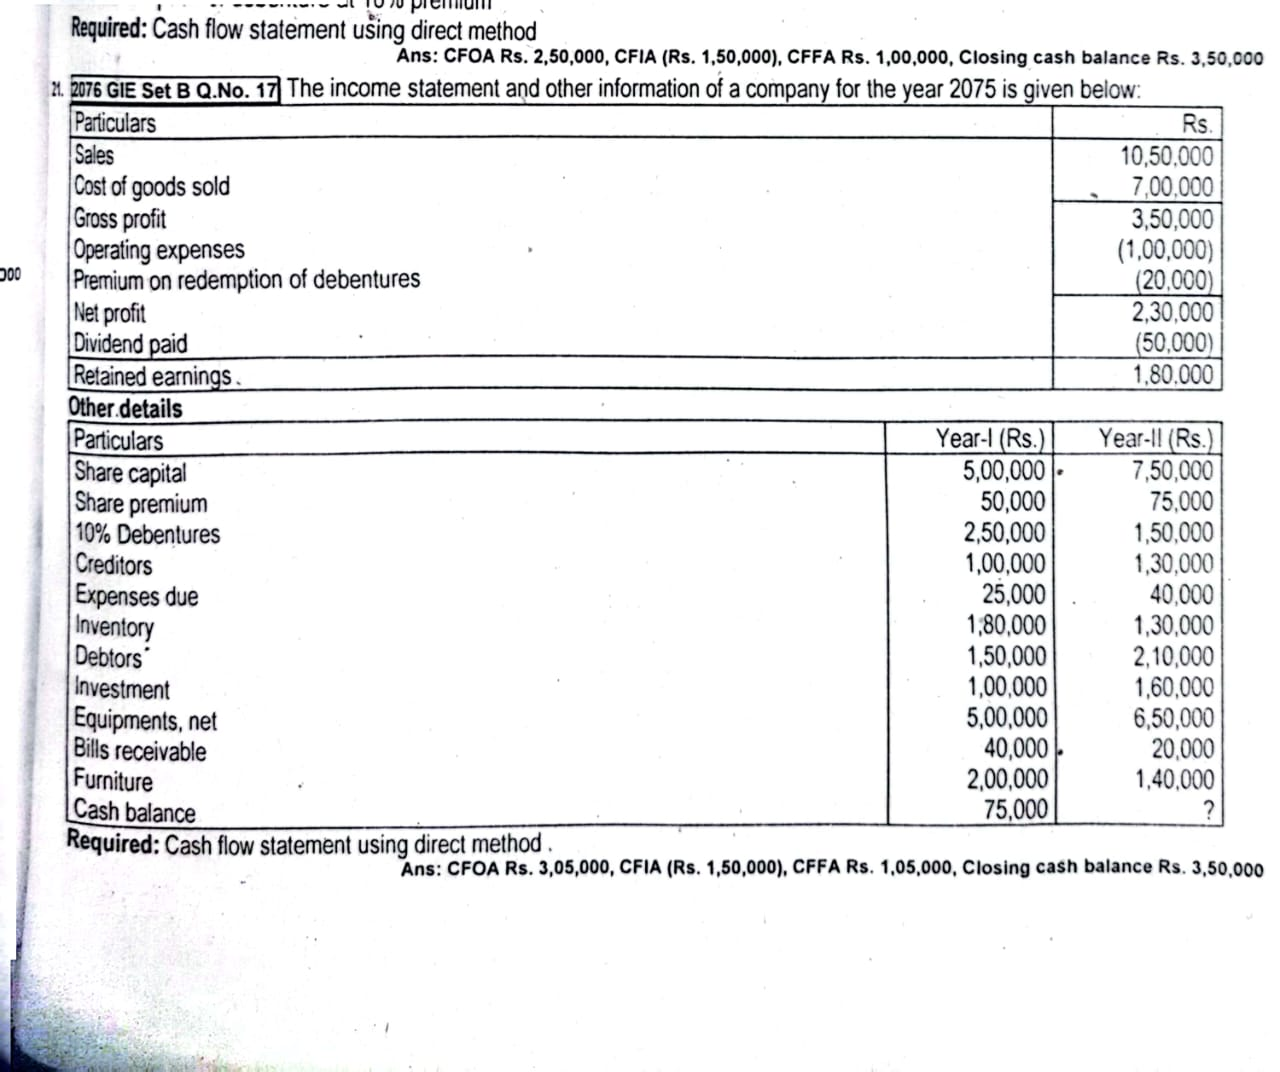 10% premium
Required: Cash flow statement using direct method
Ans: CFOA Rs. 2,50,000, CFIA (Rs. 1,50,000), CFFA Rs. 1,00,000, Closing cash balance Rs. 3,50,000
21. 2076 GIE Set B Q.No. 17 The income statement and other information of a company for the year 2075 is given below:
Particulars Rs.
Sales 10,50,000
Cost of goods sold 7,00,000
Gross profit 3,50,000
Operating expenses (1,00,000)
Premium on redemption of debentures (20,000)
Net profit 2,30,000
Dividend paid (50,000)
Retained earnings. 1,80.000
Other details
Particulars Year-I (Rs.) Year-II (Rs.)
Share capital 5,00,000 7,50,000
Share premium 50,000 75,000
10% Debentures 2,50,000 1,50,000
Creditors 1,00,000 1,30,000
Expenses due 25,000 40,000
Inventory 1,80,000 1,30,000
Debtors 1,50,000 2,10,000
Investment 1,00,000 1,60,000
Equipments, net 5,00,000 6,50,000
Bills receivable 40,000 20,000
Furniture 2,00,000 1,40,000
Cash balance 75,000 ?
Required: Cash flow statement using direct method .
Ans: CFOA Rs. 3,05,000, CFIA (Rs. 1,50,000), CFFA Rs. 1,05,000, Closing cash balance Rs. 3,50,000